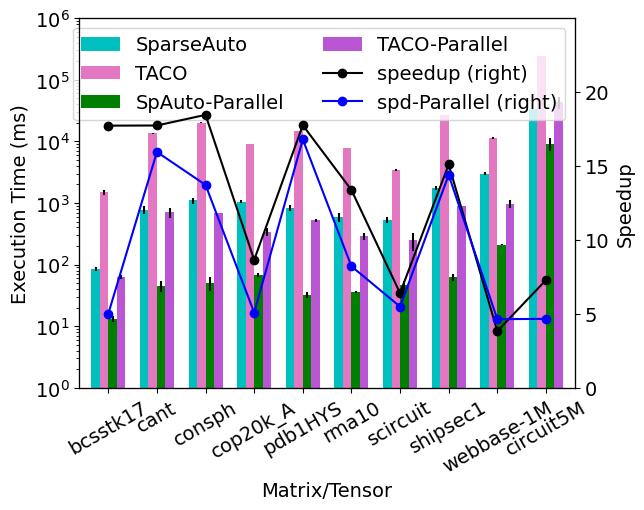 10^6
10^5
10^4
10^3
10^2
10^1
10^0
Execution Time (ms)
SparseAuto
TACO
SpAuto-Parallel
TACO-Parallel
speedup (right)
spd-Parallel (right)
20
15
10
5
0
Speedup
bcsstk17
cant
consph
cop20k_A
pdb1HYS
rma10
scircuit
shipsec1
webbase-1M
circuit5M
Matrix/Tensor